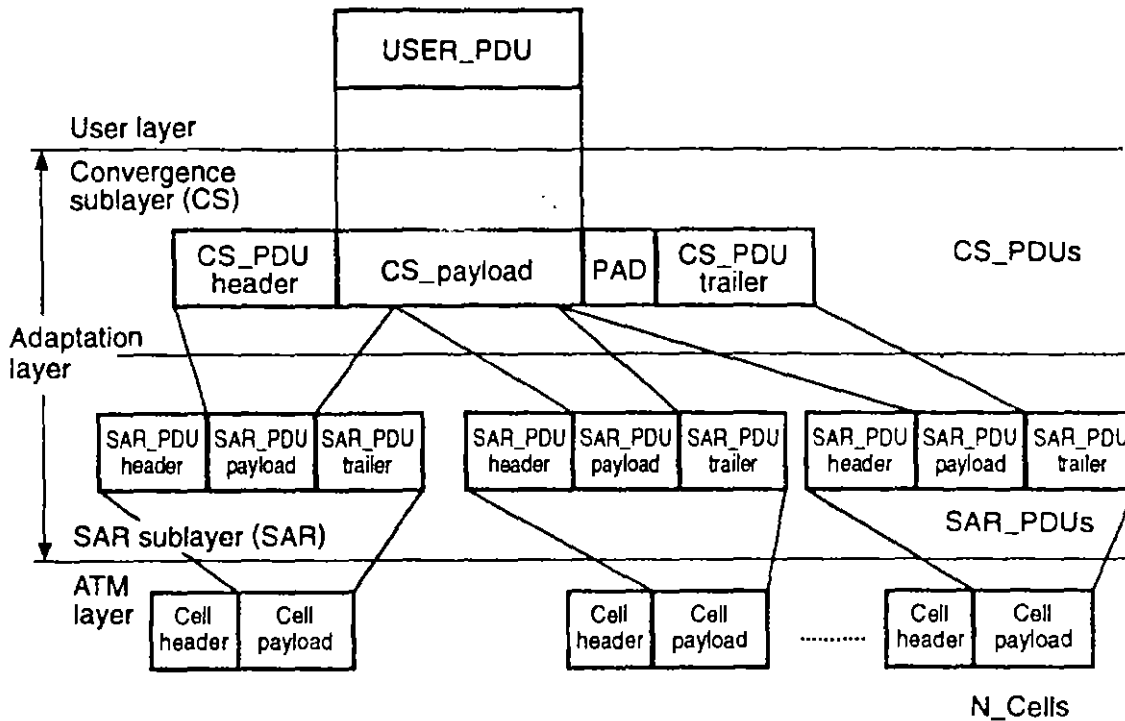 USER_PDU
User layer
Convergence
sublayer (CS)
CS_PDU
header
CS_payload
PAD
CS_PDU
trailer
CS_PDUs
Adaptation
layer
SAR_PDU
header
SAR_PDU
payload
SAR_PDU
trailer
SAR_PDU
header
SAR_PDU
payload
SAR_PDU
trailer
SAR_PDU
header
SAR_PDU
payload
SAR_PDU
trailer
SAR sublayer (SAR)
SAR_PDUs
ATM
layer
Cell
header
Cell
payload
Cell
header
Cell
payload
Cell
header
Cell
payload
N_Cells